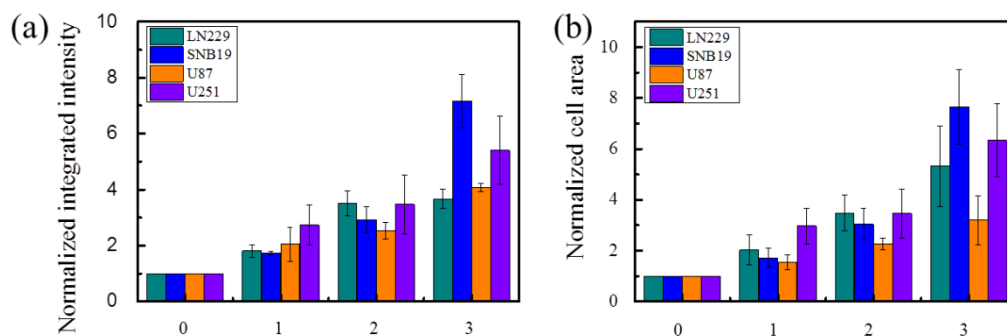 (a)
Normalized integrated intensity
10
8
6
4
2
0
LN229
SNB19
U87
U251
0 1 2 3
(b)
Normalized cell area
10
8
6
4
2
0
LN229
SNB19
U87
U251
0 1 2 3